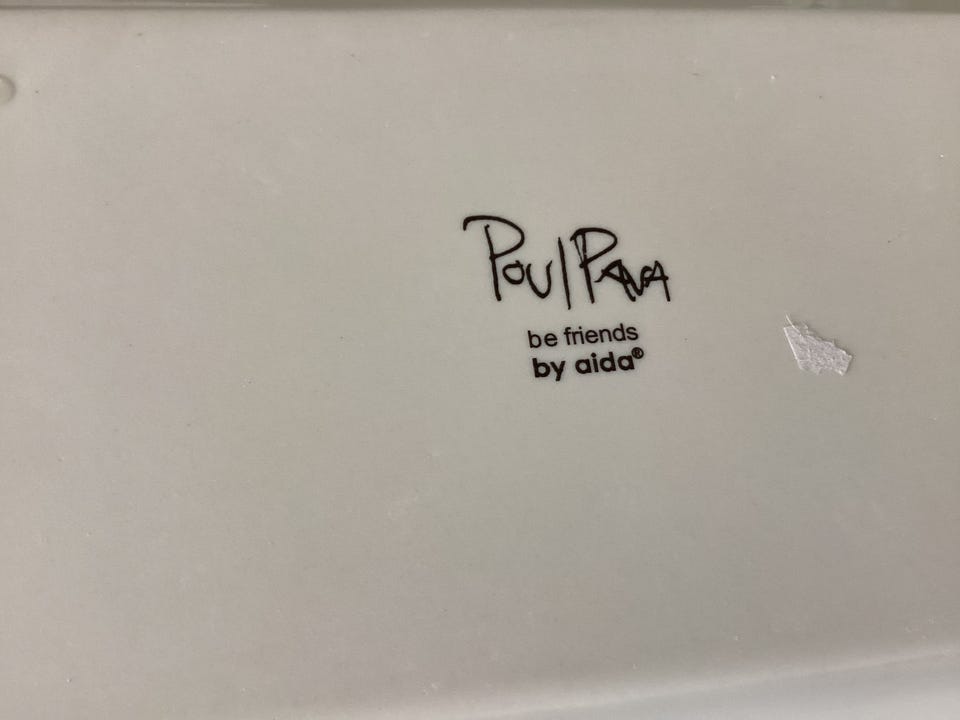 Poul Pava
be friends
by aida®